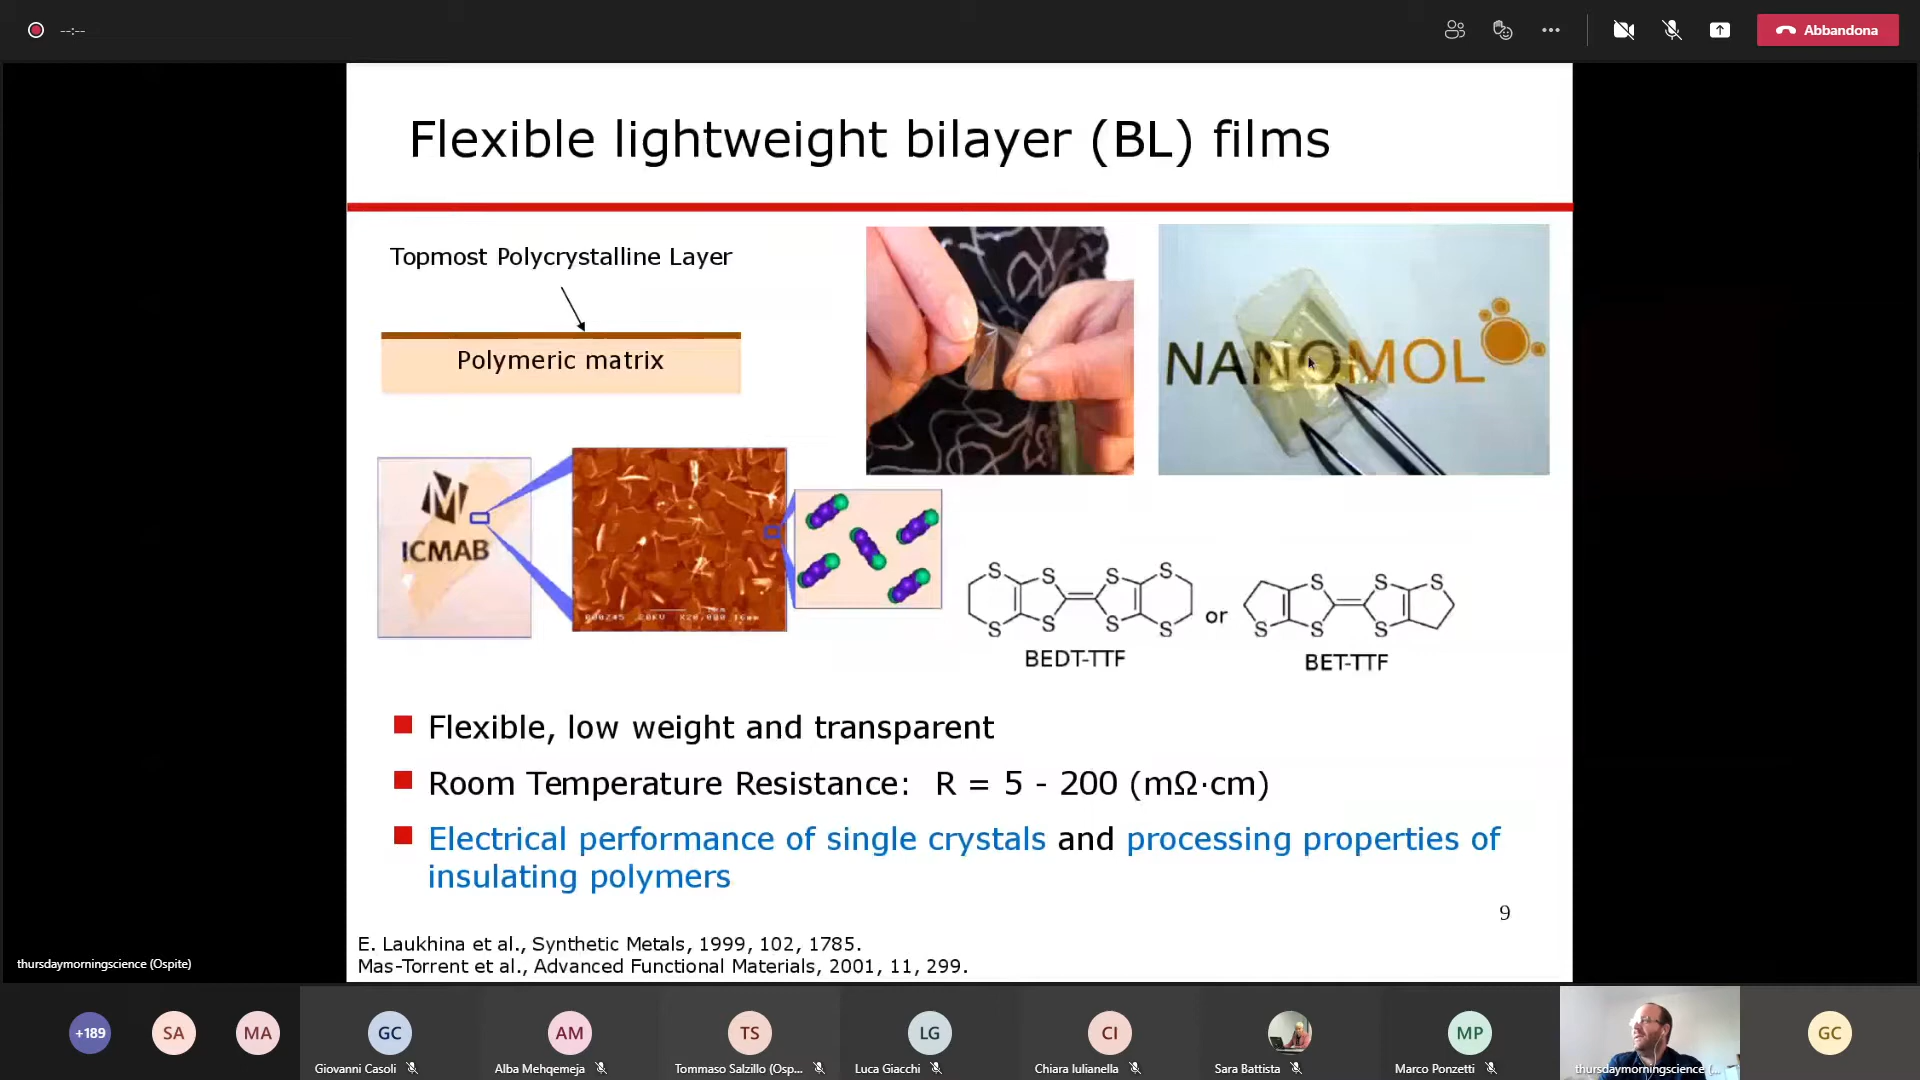 --:--
Abbandona
Flexible lightweight bilayer (BL) films
Topmost Polycrystalline Layer
Polymeric matrix
NANOMOL
M
ICMAB
S S S S
S S S S
BEDT-TTF
or
S S S
S S S
BET-TTF
Flexible, low weight and transparent
Room Temperature Resistance: R = 5 - 200 (mΩ·cm)
Electrical performance of single crystals and processing properties of
insulating polymers
9
E. Laukhina et al., Synthetic Metals, 1999, 102, 1785.
Mas-Torrent et al., Advanced Functional Materials, 2001, 11, 299.
thursdaymorningscience (Ospite)
+189
SA
MA
GC
AM
TS
LG
CI
MP
GC
Giovanni Casoli
Alba Mehqemeja
Tommaso Salzillo (Osp...
Luca Giacchi
Chiara Iulianella
Sara Battista
Marco Ponzetti
thursdaymorningscience (...